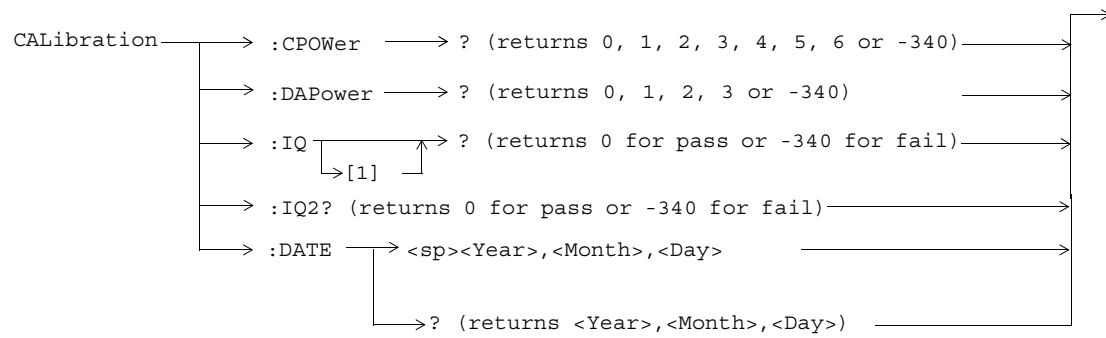 CALibration :CPOWer ? (returns 0, 1, 2, 3, 4, 5, 6 or -340)
:DAPower ? (returns 0, 1, 2, 3 or -340)
:IQ ? (returns 0 for pass or -340 for fail)
[1]
:IQ2? (returns 0 for pass or -340 for fail)
:DATE <sp><Year>,<Month>,<Day>
? (returns <Year>,<Month>,<Day>)